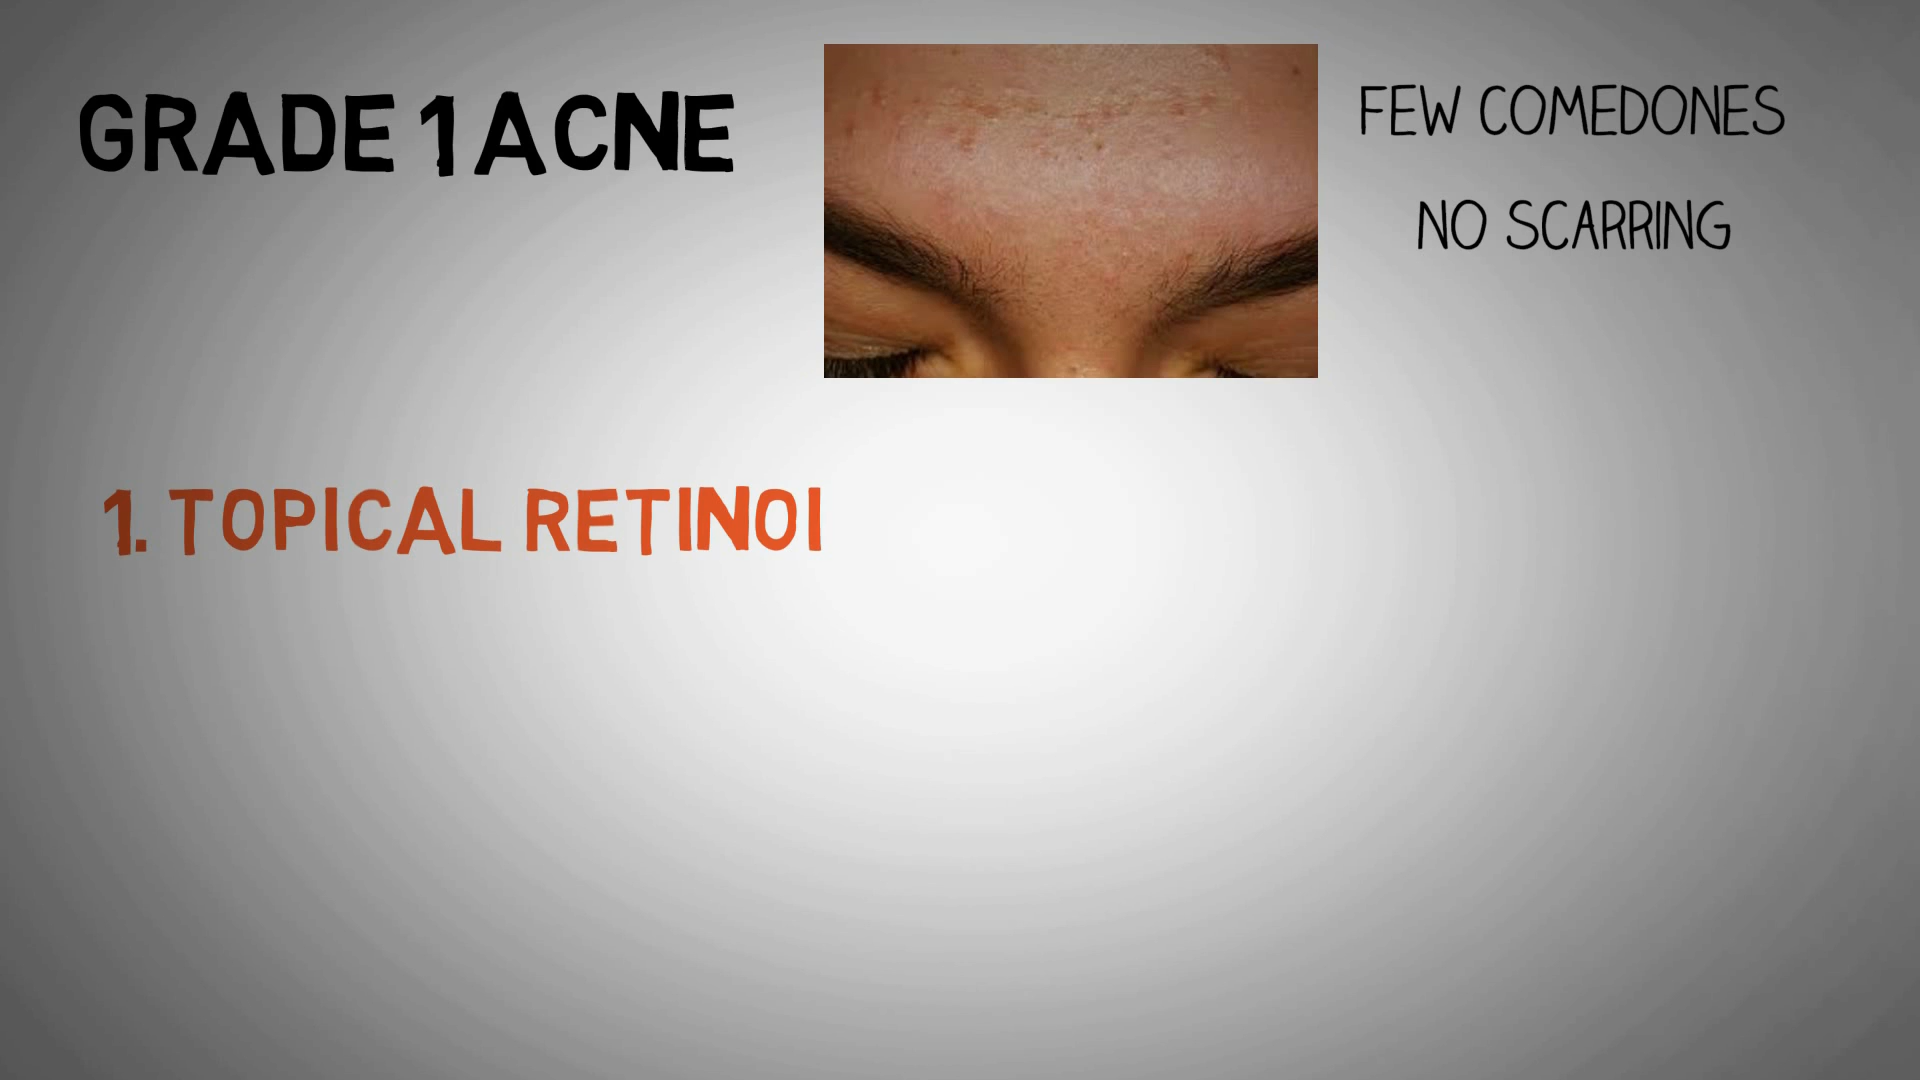 GRADE 1 ACNE
FEW COMEDONES
NO SCARRING
1. TOPICAL RETINOI